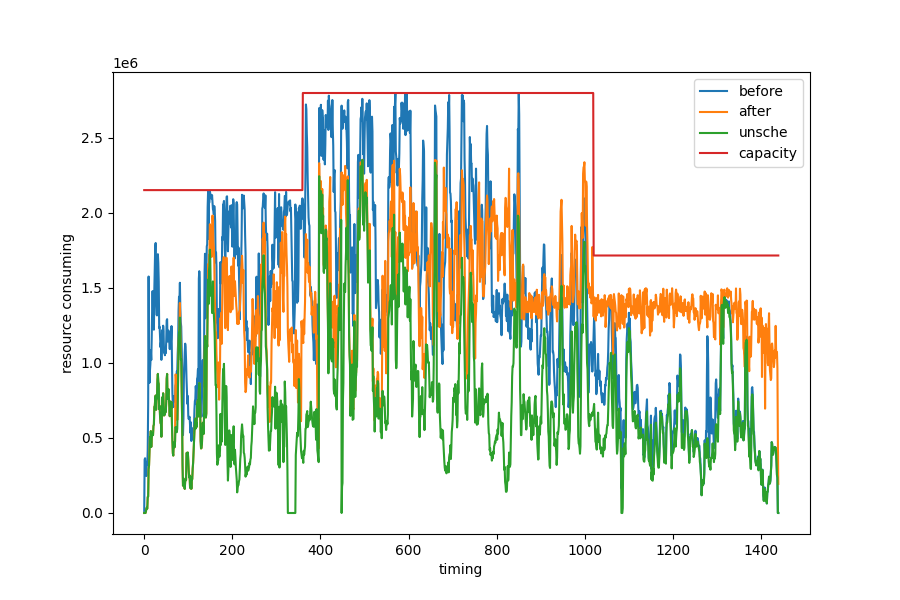 1e6
before
after
unsche
capacity
2.5
2.0
1.5
1.0
0.5
0.0
resource consuming
0 200 400 600 800 1000 1200 1400
timing